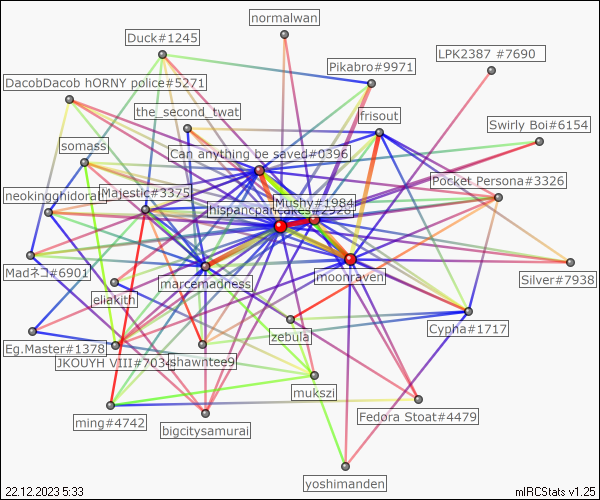 normalwan
Duck#1245
LPK2387 #7690
Pikabro#9971
DacobDacob hORNY police#5271
the_second_twat
frisout
Swirly Boi#6154
somass
Can anything be saved#0396
Pocket Persona#3326
neokingghidorah
Majestic#3375
Mushy#1984
hispancpancakes#2926
Madネコ#6901
marcemadness
moonraven
Silver#7938
eliakith
Cypha#1717
zebula
Eg.Master#1378
JKOUYH VIII#7034
shawntee9
mukszi
ming#4742
bigcitysamurai
Fedora Stoat#4479
yoshimanden
22.12.2023 5:33
mIRCStats v1.25